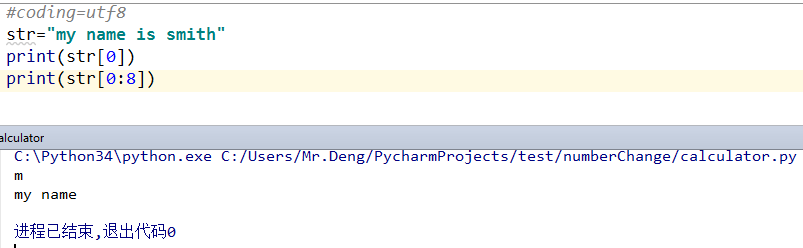 #coding=utf8
str="my name is smith"
print(str[0])
print(str[0:8])
alculator
C:\Python34\python.exe C:/Users/Mr.Deng/PycharmProjects/test/numberChange/calculator.py
m
my name
进程已结束,退出代码0